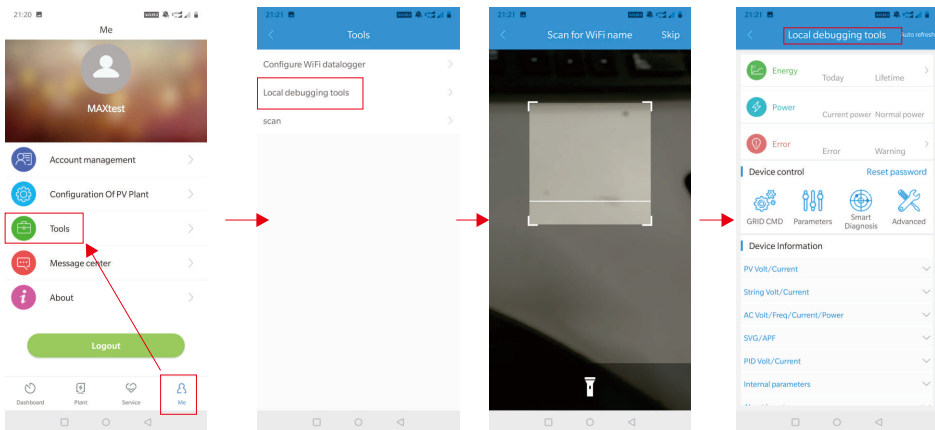 21:20
Me
MAXtest
Account management
Configuration Of PV Plant
Tools
Message center
About
Logout
Dashboard
Plant
Service
Me
21:21
Tools
Configure WiFi datalogger
Local debugging tools
scan
21:21
Scan for WiFi name
Skip
21:21
Local debugging tools
Auto refresh
Energy
Today
Lifetime
Power
Current power
Normal power
Error
Error
Warning
Device control
Reset password
GRID CMD
Parameters
Smart
Diagnosis
Advanced
Device Information
PV Volt/Current
String Volt/Current
AC Volt/Freq/Current/Power
SVG/APF
PID Volt/Current
Internal parameters